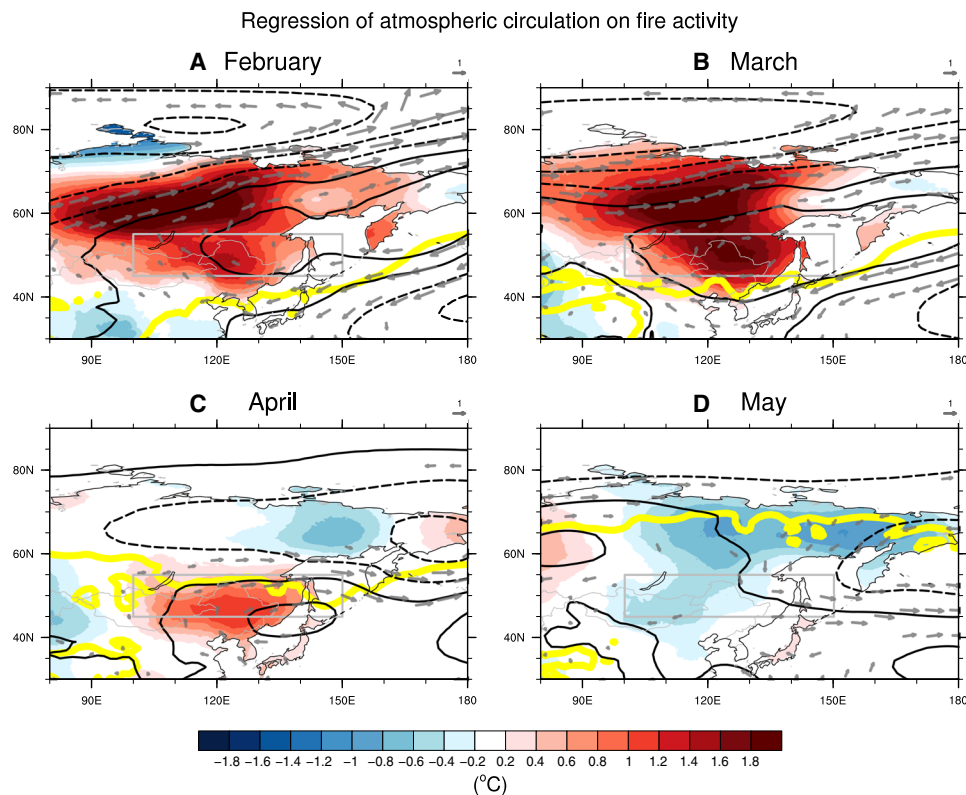 Regression of atmospheric circulation on fire activity
A February
1
B March
1
80N
60N
40N
90E 120E 150E 180
80N
60N
40N
90E 120E 150E 180
C April
1
D May
1
80N
60N
40N
90E 120E 150E 180
80N
60N
40N
90E 120E 150E 180
−1.8 −1.6 −1.4 −1.2 −1 −0.8 −0.6 −0.4 −0.2 0.2 0.4 0.6 0.8 1 1.2 1.4 1.6 1.8
(°C)